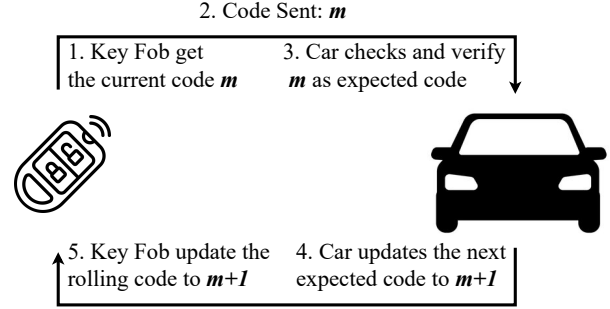 2. Code Sent: m
1. Key Fob get
the current code m
3. Car checks and verify
m as expected code
5. Key Fob update the
rolling code to m+1
4. Car updates the next
expected code to m+1